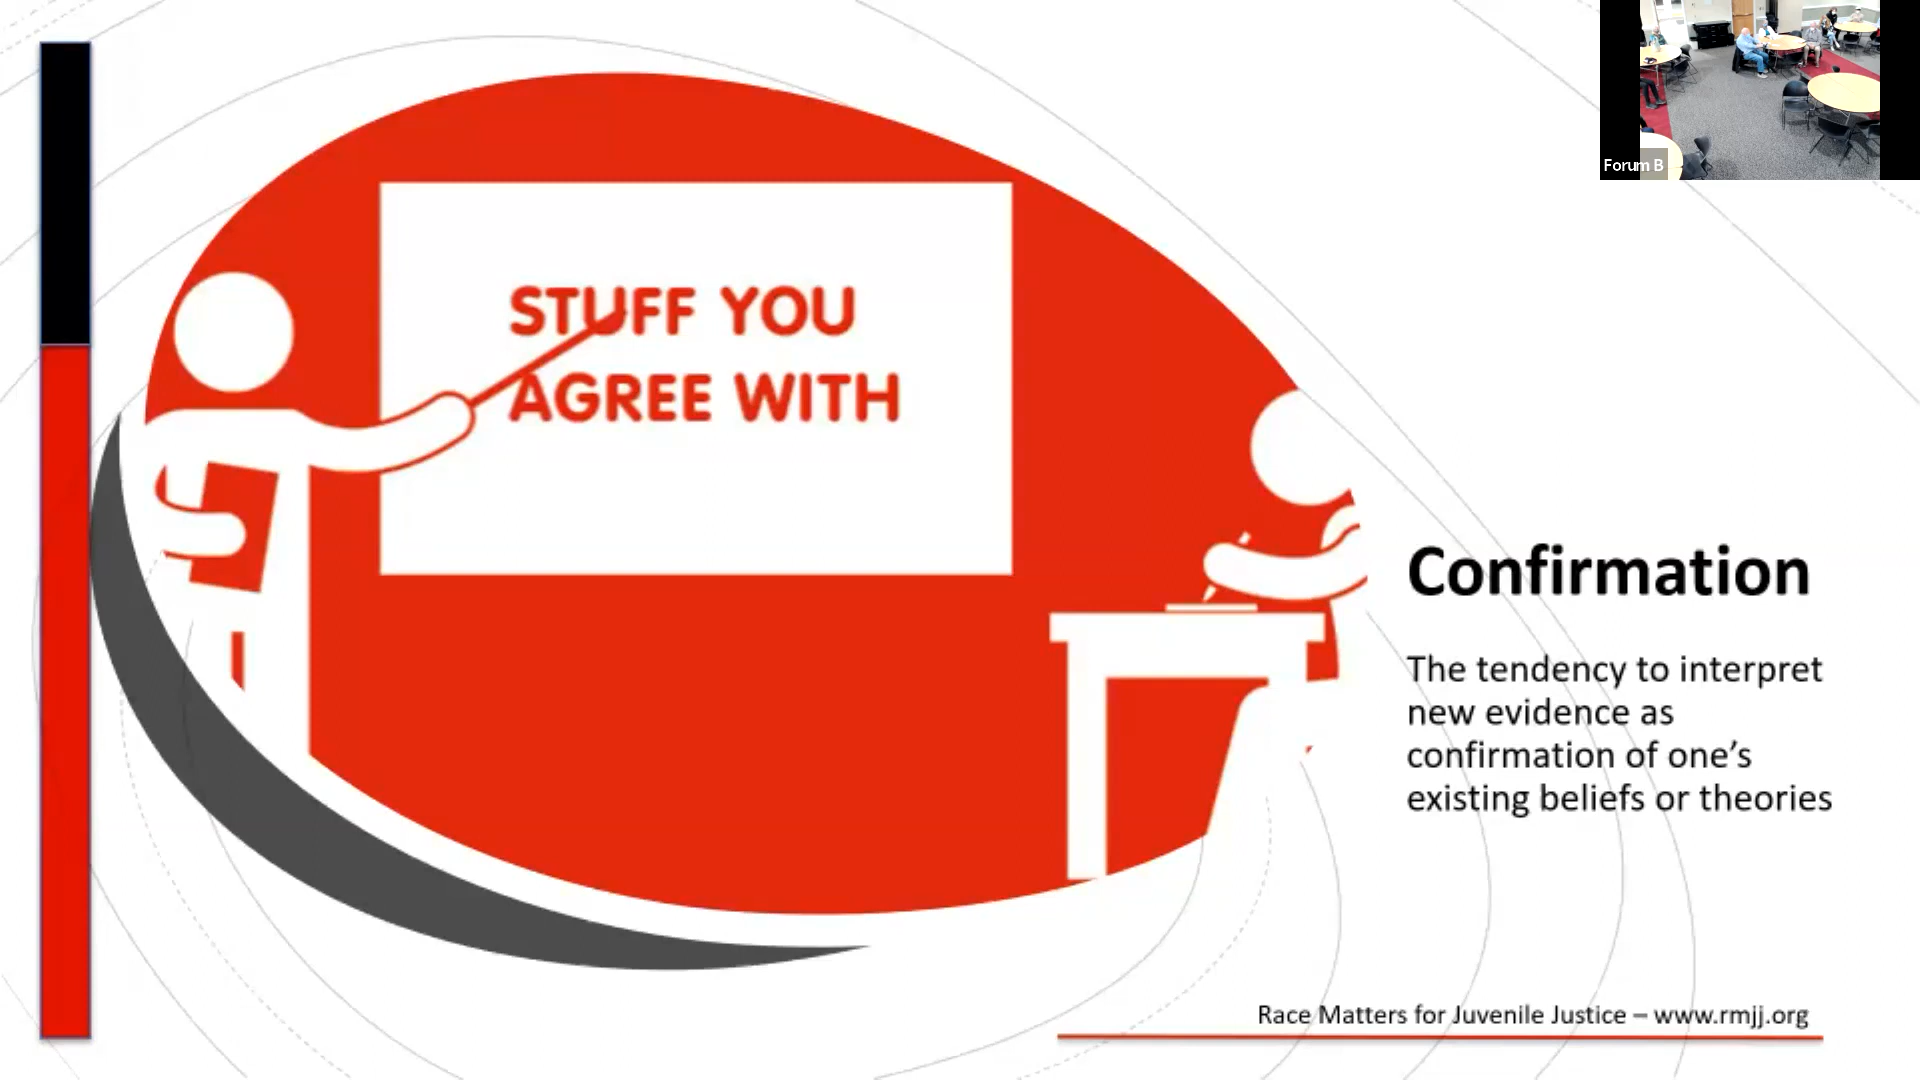 Forum B
STUFF YOU
AGREE WITH
Confirmation
The tendency to interpret
new evidence as
confirmation of one’s
existing beliefs or theories
Race Matters for Juvenile Justice – www.rmjj.org